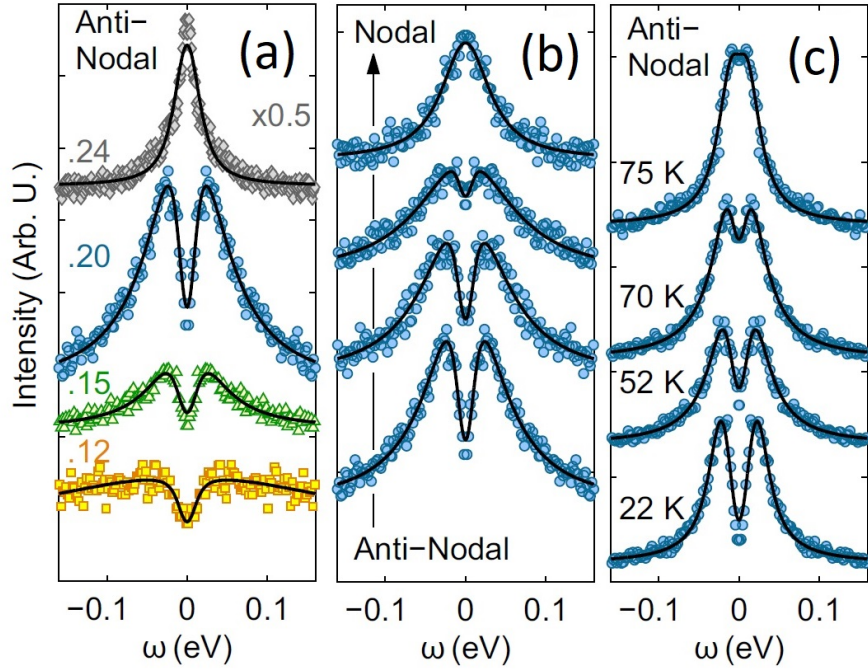 Anti-
Nodal
(a)
x0.5
.24
.20
.15
.12
Nodal
(b)
Anti-Nodal
Anti-
Nodal
(c)
75 K
70 K
52 K
22 K
Intensity (Arb. U.)
-0.1 0 0.1
ω (eV)
-0.1 0 0.1
ω (eV)
-0.1 0 0.1
ω (eV)